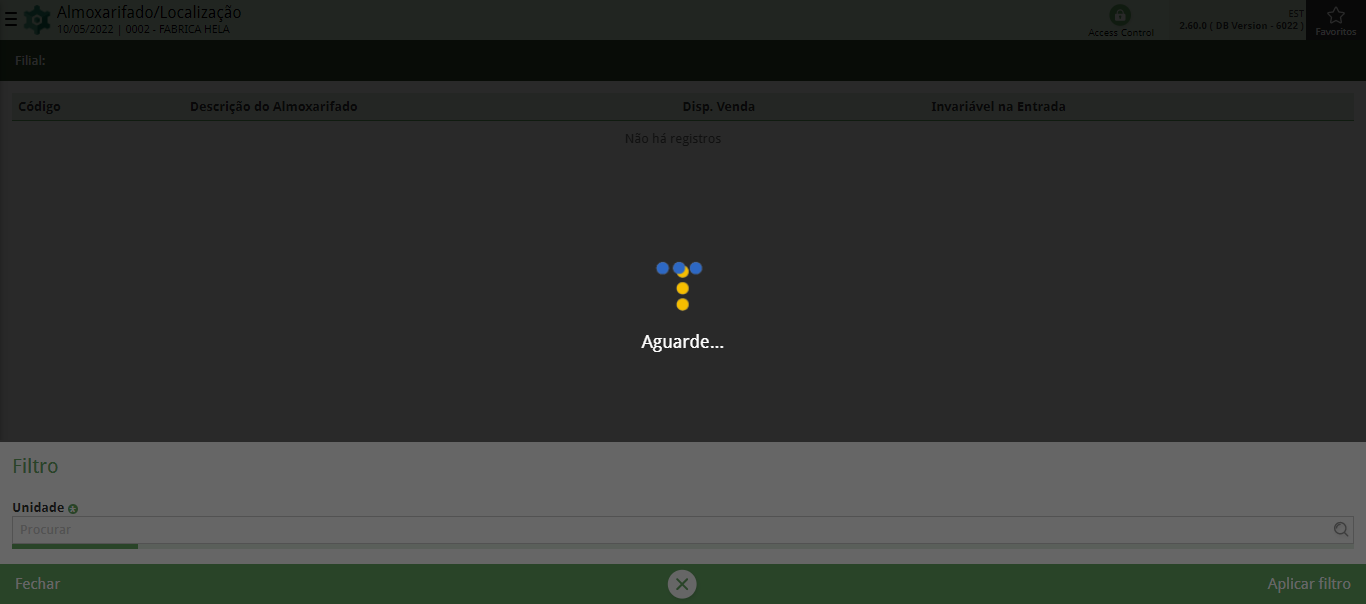 Almoxarifado/Localização
10/05/2022 | 0002 - FABRICA HELA
Access Control
EST
2.60.0 ( DB Version - 6022 )
Favoritos
Filial:
Código Descrição do Almoxarifado Disp. Venda Invariável na Entrada
Não há registros
Aguarde...
Filtro
Unidade
Procurar
Fechar Aplicar filtro